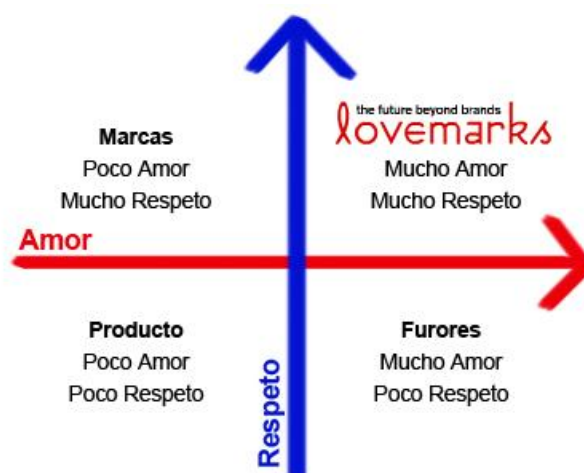 Marcas
Poco Amor
Mucho Respeto
the future beyond brands
lovemarks
Mucho Amor
Mucho Respeto
Amor
Producto
Poco Amor
Poco Respeto
Respeto
Furores
Mucho Amor
Poco Respeto